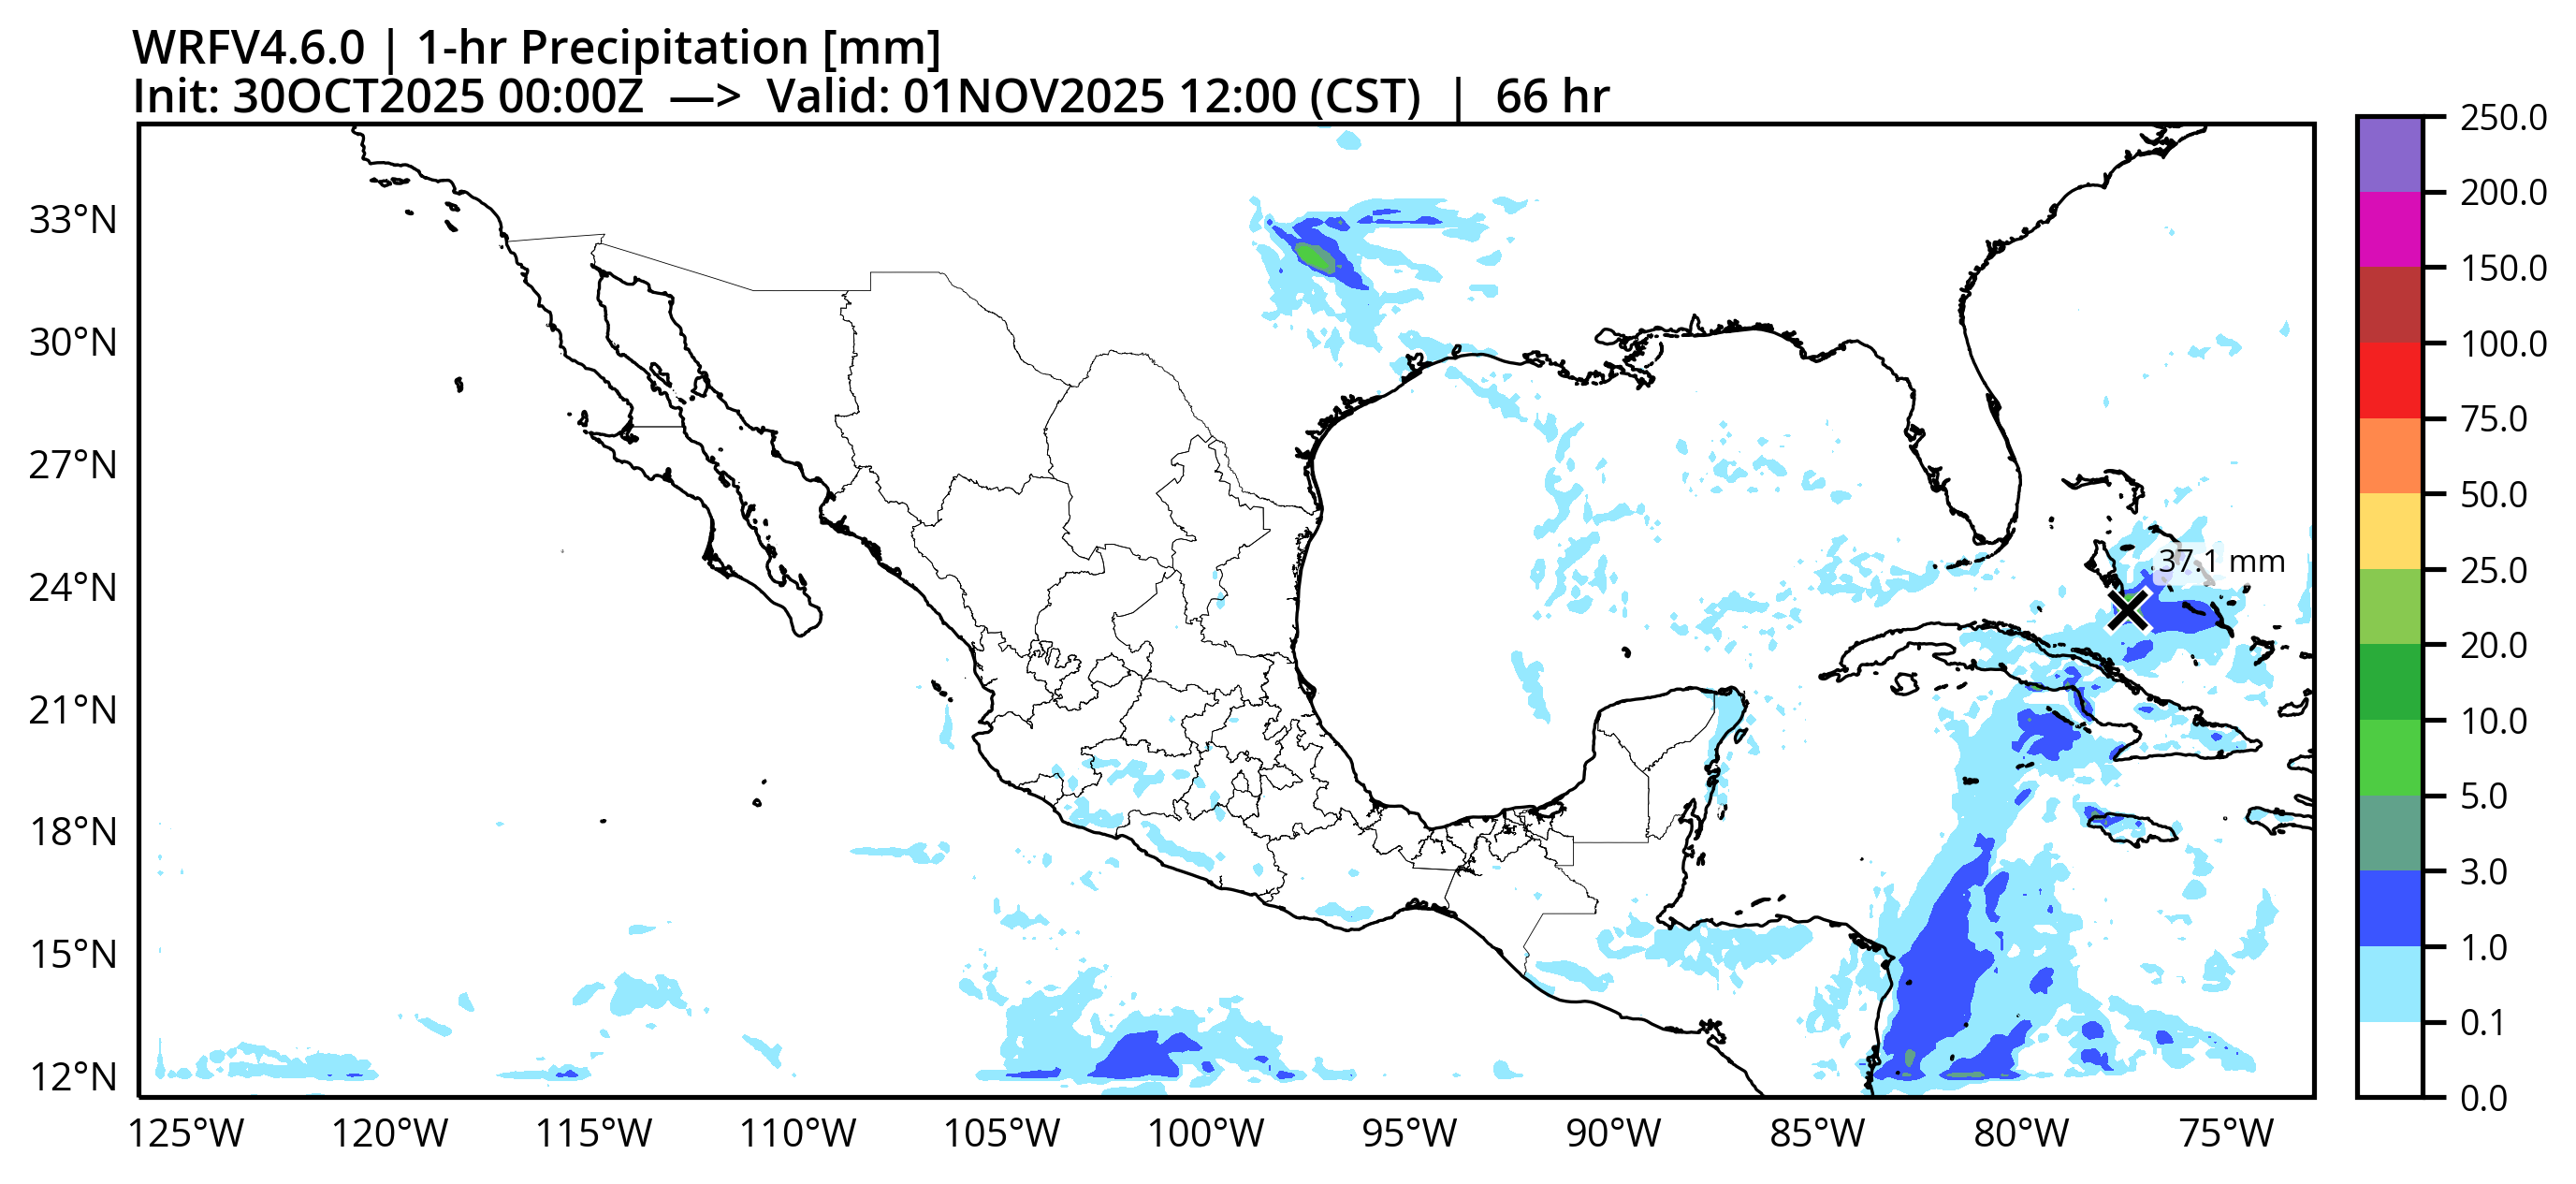 WRFV4.6.0 | 1-hr Precipitation [mm]
Init: 30OCT2025 00:00Z —> Valid: 01NOV2025 12:00 (CST) | 66 hr
33°N
30°N
27°N
24°N
21°N
18°N
15°N
12°N
125°W
120°W
115°W
110°W
105°W
100°W
95°W
90°W
85°W
80°W
75°W
37.1 mm
250.0
200.0
150.0
100.0
75.0
50.0
25.0
20.0
10.0
5.0
3.0
1.0
0.1
0.0